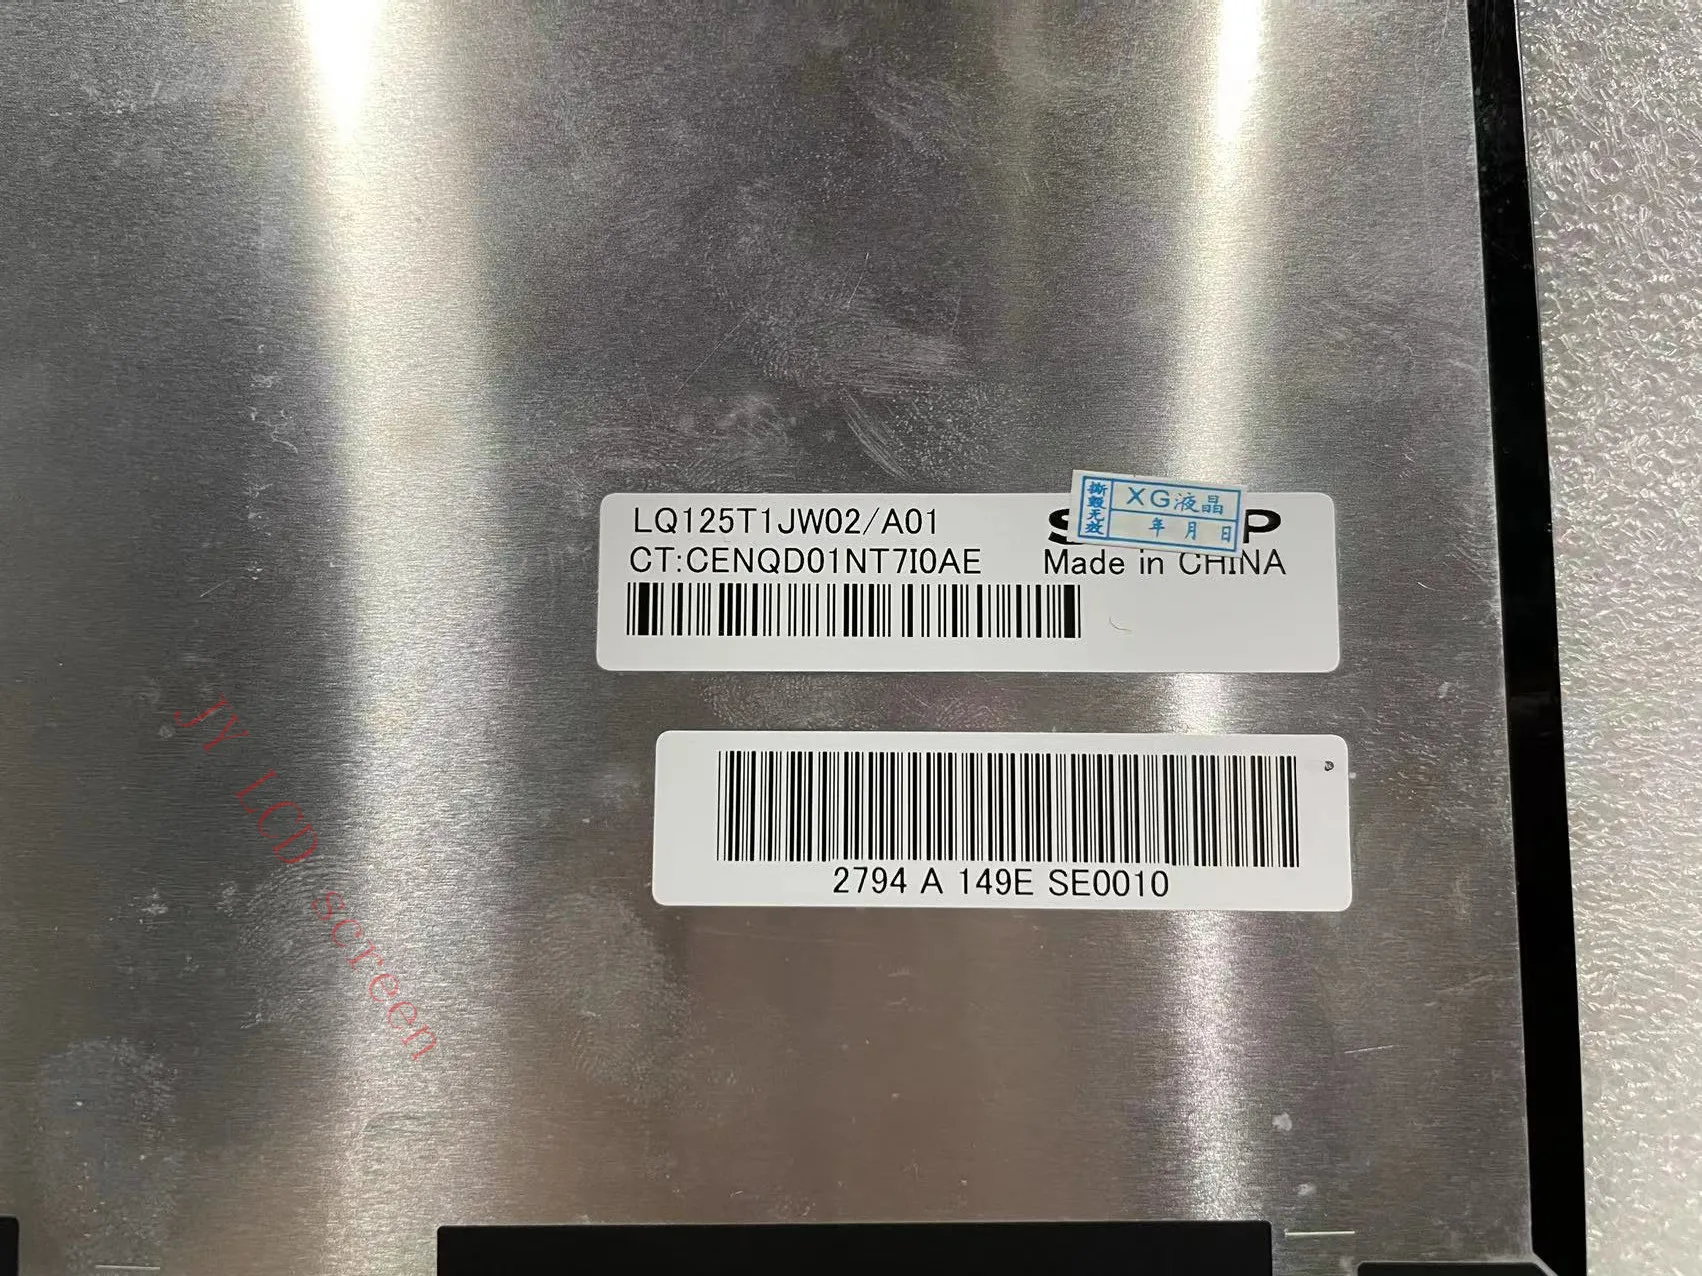 LQ125T1JW02/A01
CT:CENQD01NT7I0AE
Made in CHINA
撕毁无效
XG液晶
年 月 日
2794 A 149E SE0010
JY LCD screen